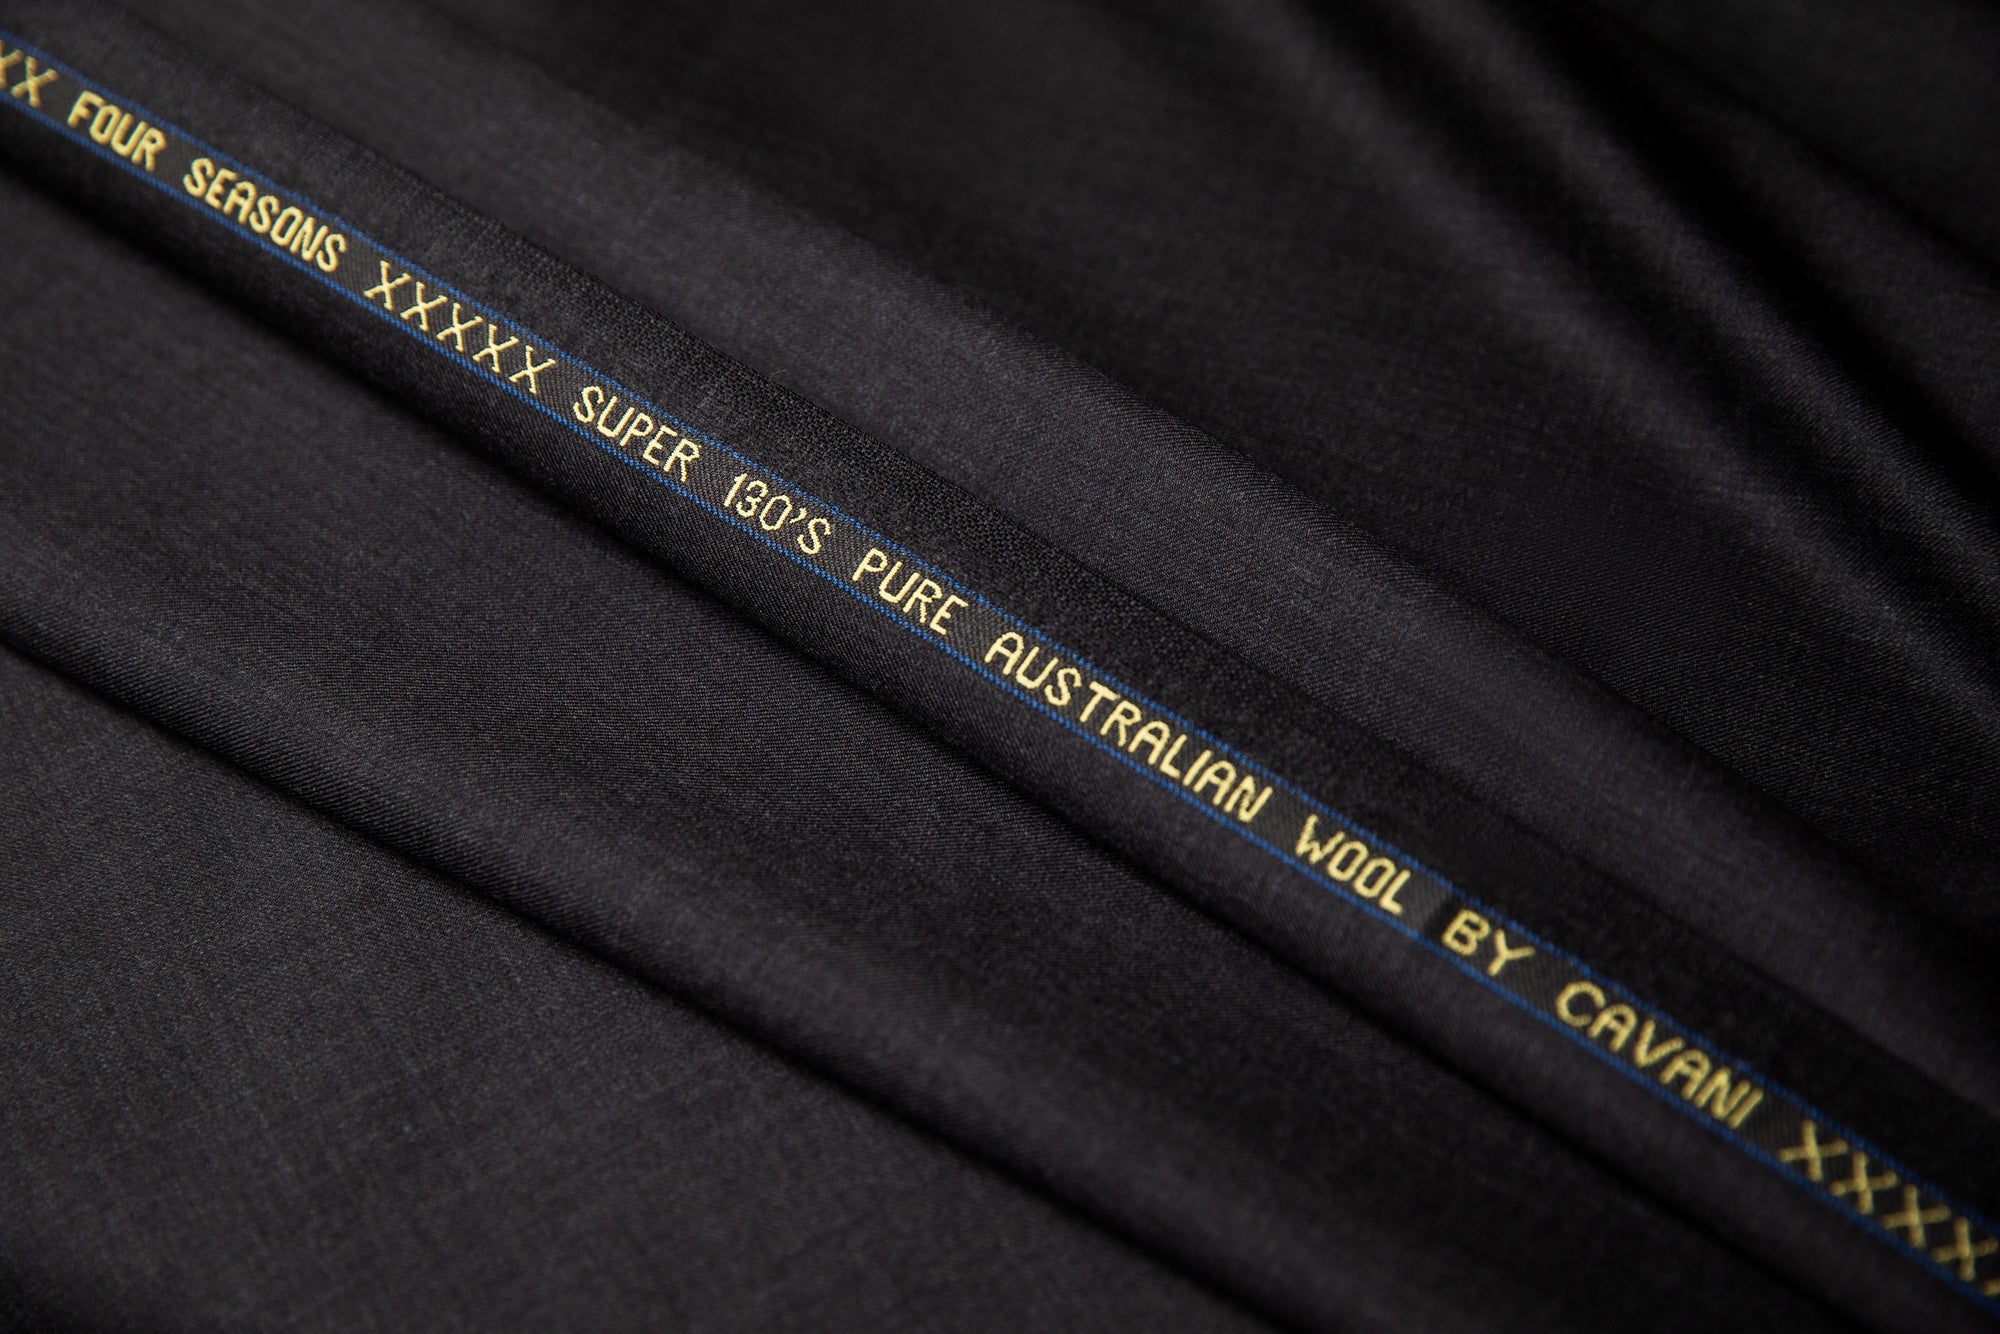 XX FOUR SEASONS XXXXX SUPER 130'S PURE AUSTRALIAN WOOL BY CAVANI XXXXX